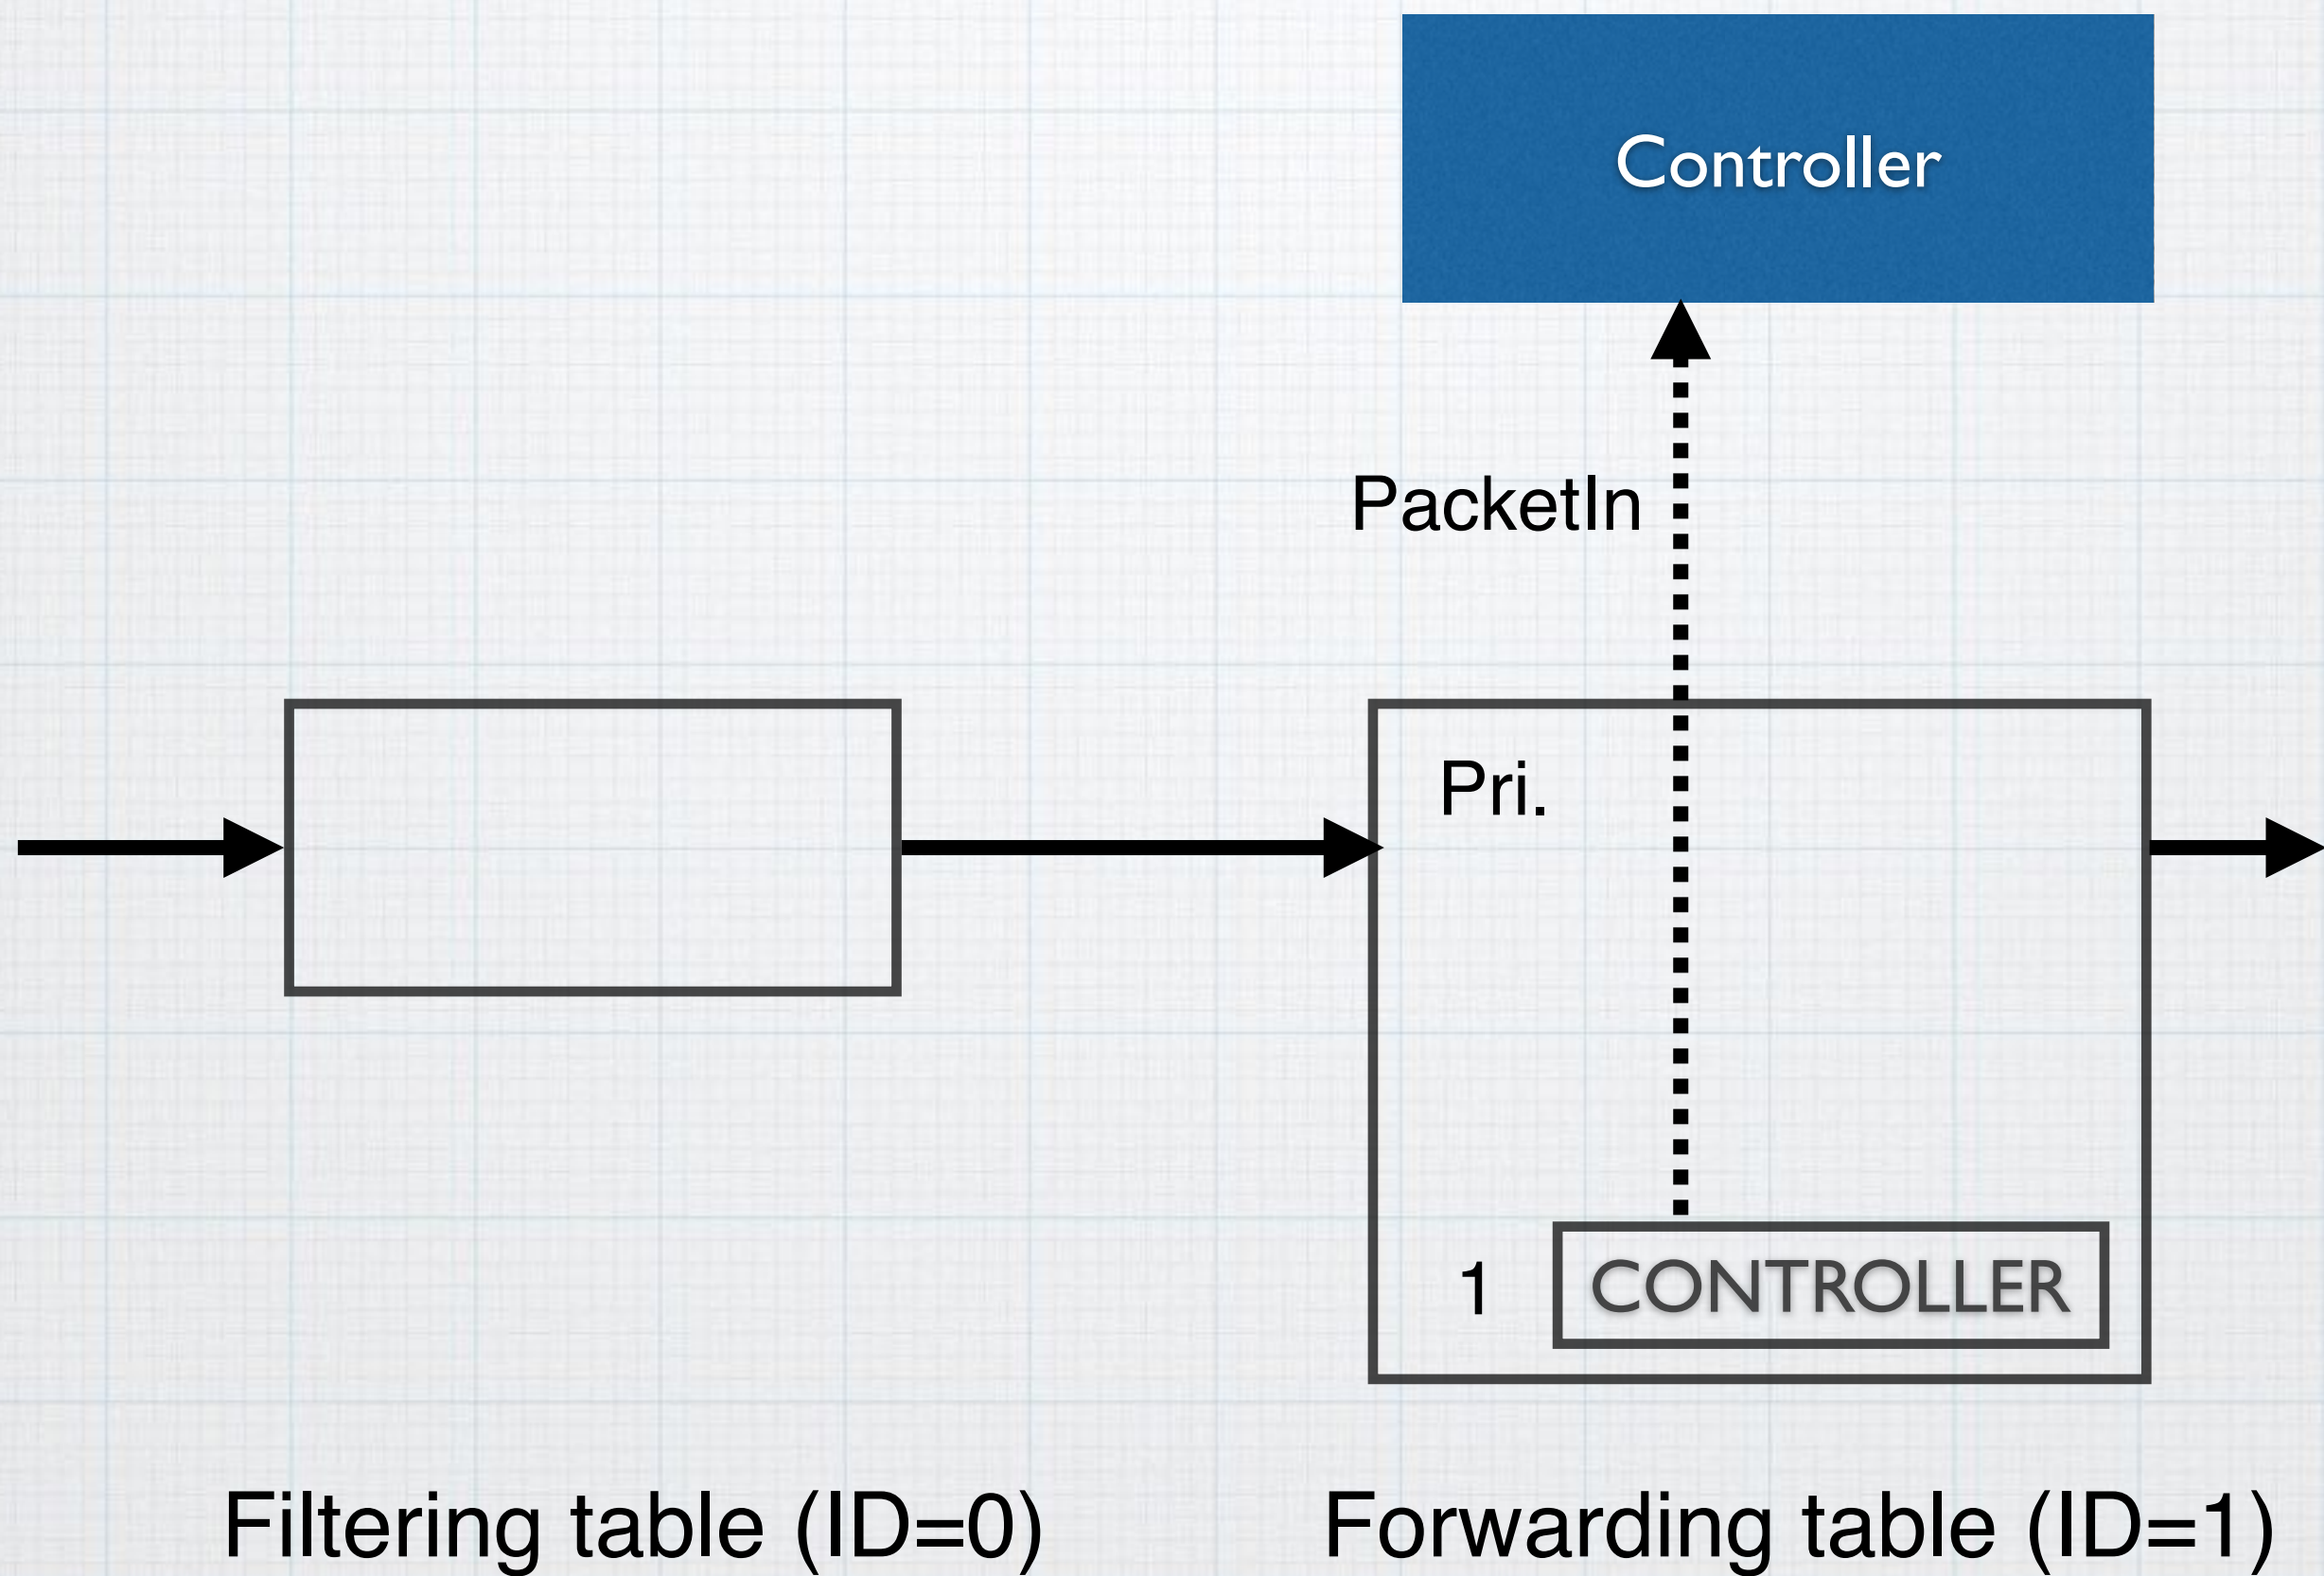 Controller
PacketIn
Pri.
1 CONTROLLER
Filtering table (ID=0)
Forwarding table (ID=1)